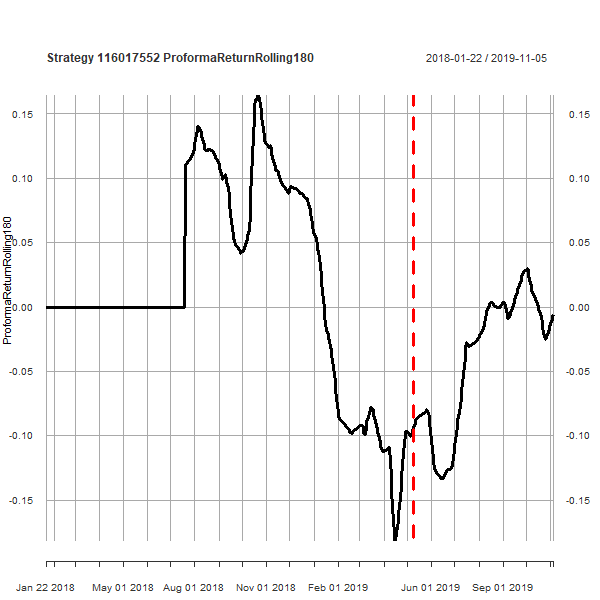 Strategy 116017552 ProformaReturnRolling180
2018-01-22 / 2019-11-05
ProformaReturnRolling180
0.15
0.10
0.05
0.00
-0.05
-0.10
-0.15
0.15
0.10
0.05
0.00
-0.05
-0.10
-0.15
Jan 22 2018
May 01 2018
Aug 01 2018
Nov 01 2018
Feb 01 2019
Jun 01 2019
Sep 01 2019